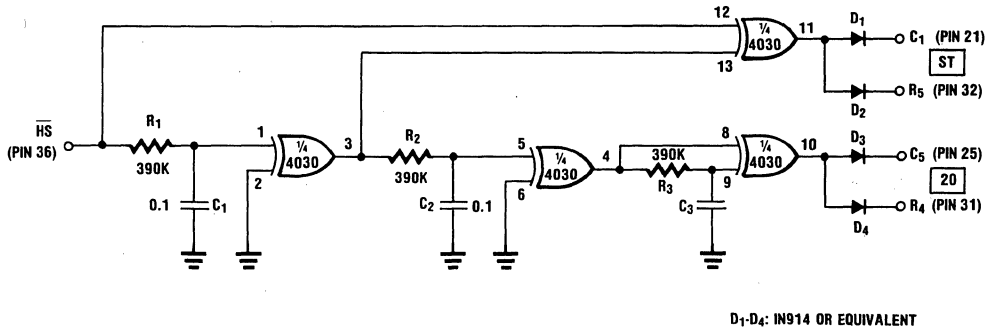 12
¼
4030
11
D1
C1 (PIN 21)
ST
13
R5 (PIN 32)
D2
HS
(PIN 36)
R1
390K
1
¼
4030
3
2
R2
390K
5
¼
4030
4
6
390K
R3
8
¼
4030
10
9
D3
C5 (PIN 25)
20
R4 (PIN 31)
D4
0.1
C1
C2
0.1
C3
D1-D4: IN914 OR EQUIVALENT